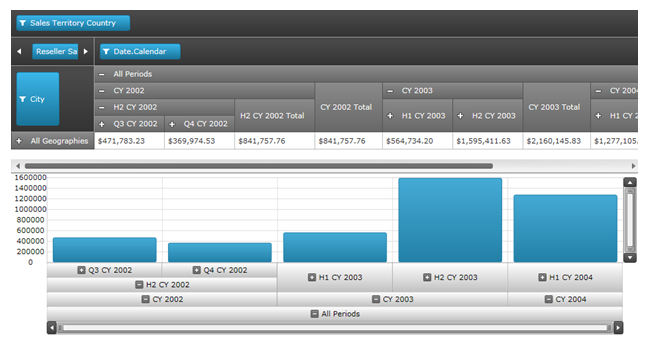 Sales Territory Country
Reseller Sa
Date.Calendar
City
All Periods
CY 2002
CY 2002 Total
CY 2003
CY 2003 Total
CY 2004
H2 CY 2002
H2 CY 2002 Total
H1 CY 2003
H2 CY 2003
H1 CY
Q3 CY 2002
Q4 CY 2002
All Geographies $471,783.23 $369,974.53 $841,757.76 $841,757.76 $564,734.20 $1,595,411.63 $2,160,145.83 $1,277,105.
1600000
1400000
1200000
1000000
800000
600000
400000
200000
0
Q3 CY 2002 Q4 CY 2002 H1 CY 2003 H2 CY 2003 H1 CY 2004
H2 CY 2002
CY 2002 CY 2003 CY 2004
All Periods